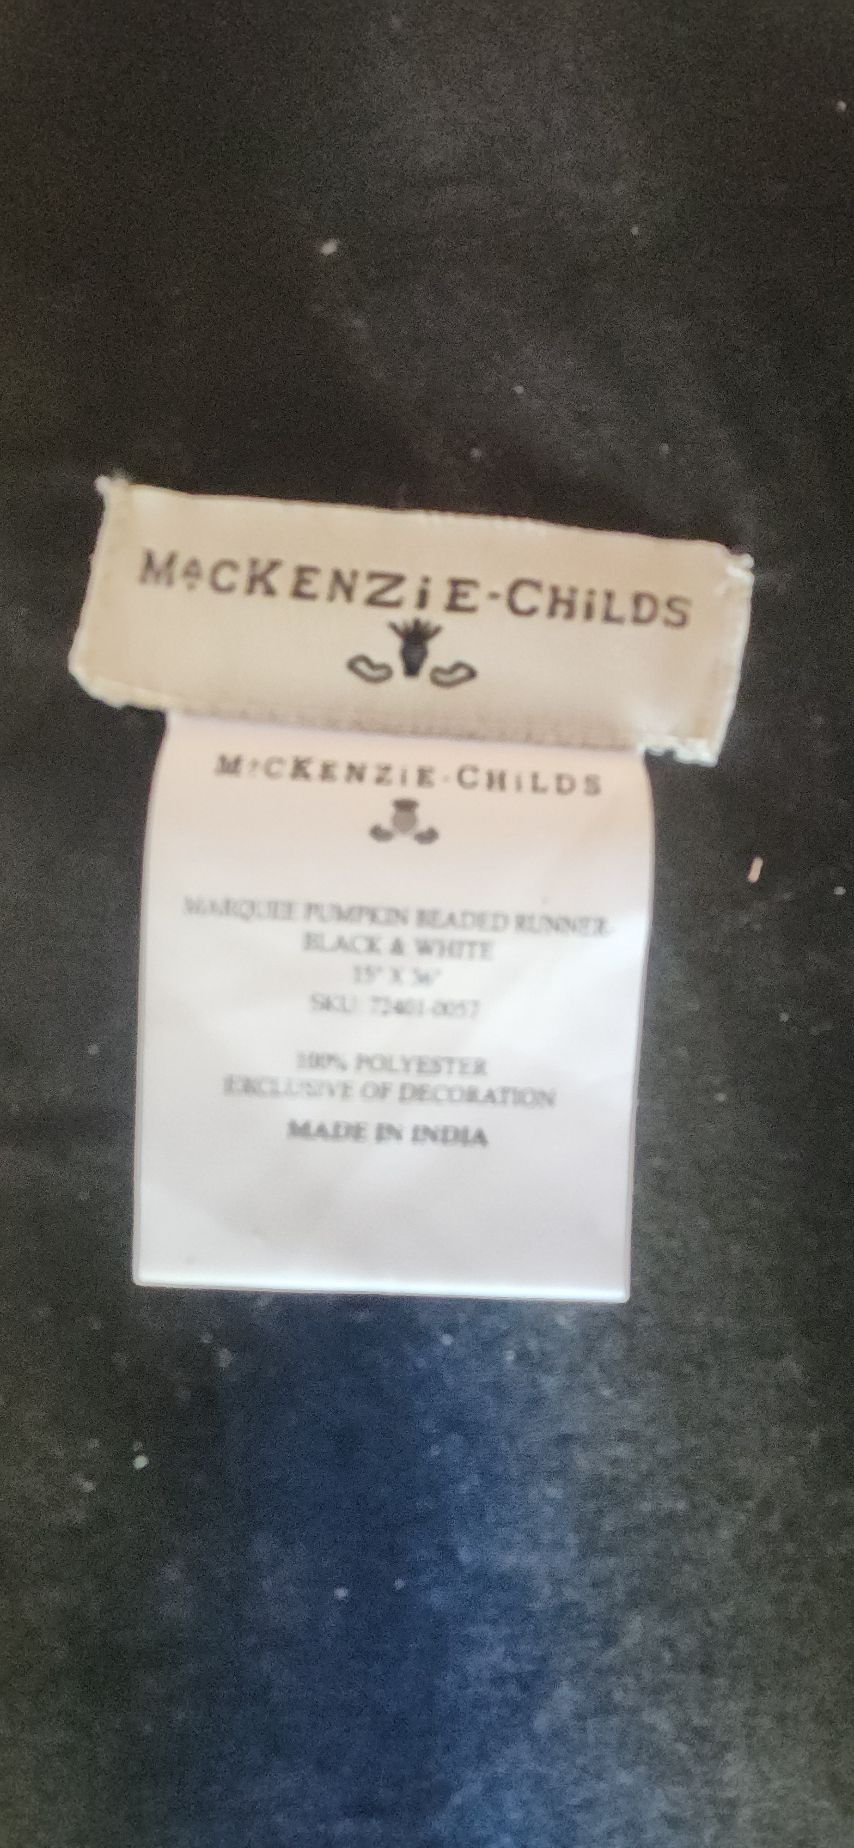 MACKENZiE-CHiLDS
MACKENZiE-CHiLDS
MARQUEE PUMPKIN BEADED RUNNER-
BLACK & WHITE
15" X 36"
SKU: 72401-0057
100% POLYESTER
EXCLUSIVE OF DECORATION
MADE IN INDIA